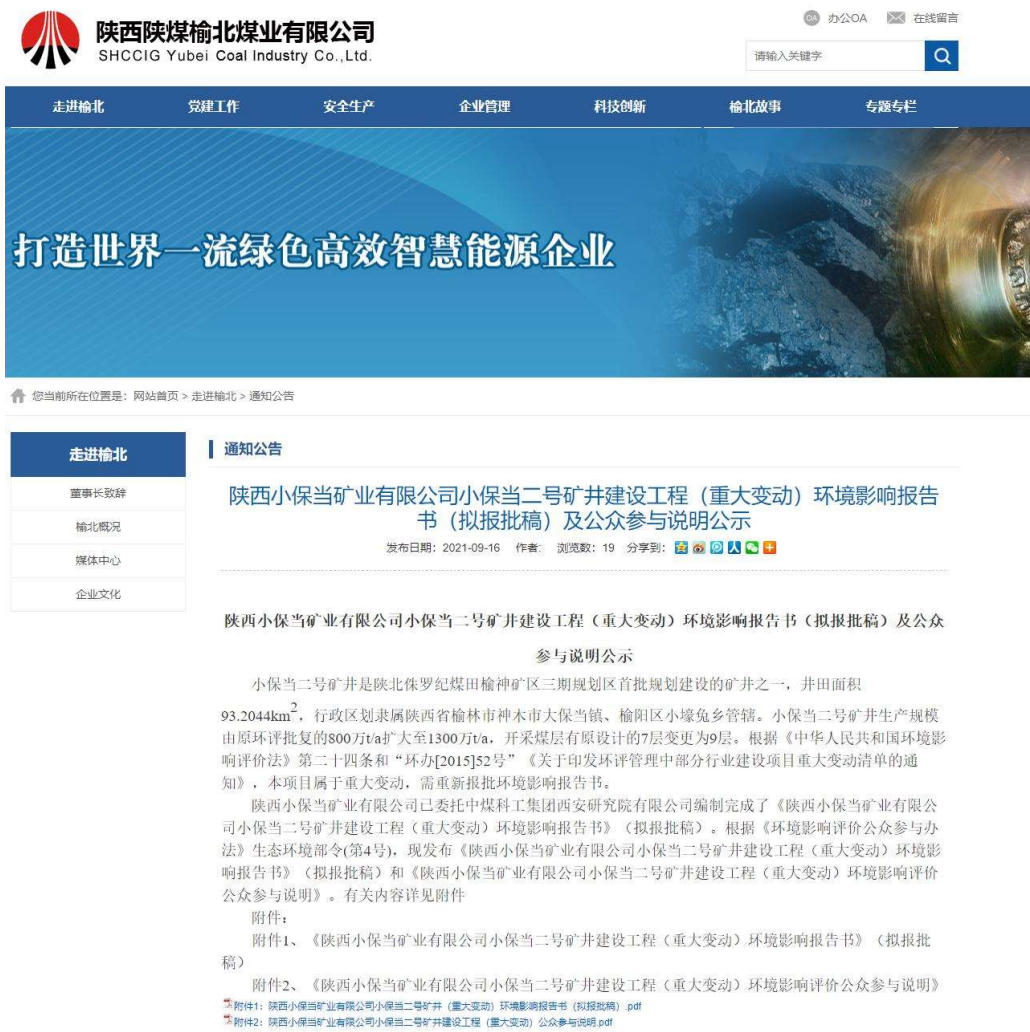 陕西陕煤榆北煤业有限公司
SHCCIG Yubei Coal Industry Co.,Ltd.
OA 办公OA 在线留言
请输入关键字
走进榆北 党建工作 安全生产 企业管理 科技创新 榆北故事 专题专栏
打造世界一流绿色高效智慧能源企业
您当前所在位置是：网站首页 > 走进榆北 > 通知公告
走进榆北
董事长致辞
榆北概况
媒体中心
企业文化
通知公告
陕西小保当矿业有限公司小保当二号矿井建设工程（重大变动）环境影响报告
书（拟报批稿）及公众参与说明公示
发布日期：2021-09-16 作者: 浏览数：19 分享到：
陕西小保当矿业有限公司小保当二号矿井建设工程（重大变动）环境影响报告书（拟报批稿）及公众
参与说明公示
小保当二号矿井是陕北侏罗纪煤田榆神矿区三期规划区首批规划建设的矿井之一，井田面积
93.2044km²，行政区划隶属陕西省榆林市神木市大保当镇、榆阳区小壕兔乡管辖。小保当二号矿井生产规模
由原环评批复的800万t/a扩大至1300万t/a，开采煤层有原设计的7层变更为9层。根据《中华人民共和国环境影
响评价法》第二十四条和“环办[2015]52号”《关于印发环评管理中部分行业建设项目重大变动清单的通
知》，本项目属于重大变动，需重新报批环境影响报告书。
陕西小保当矿业有限公司已委托中煤科工集团西安研究院有限公司编制完成了《陕西小保当矿业有限公
司小保当二号矿井建设工程（重大变动）环境影响报告书》（拟报批稿）。根据《环境影响评价公众参与办
法》生态环境部令(第4号)，现发布《陕西小保当矿业有限公司小保当二号矿井建设工程（重大变动）环境影
响报告书》（拟报批稿）和《陕西小保当矿业有限公司小保当二号矿井建设工程（重大变动）环境影响评价
公众参与说明》。有关内容详见附件
附件：
附件1、《陕西小保当矿业有限公司小保当二号矿井建设工程（重大变动）环境影响报告书》（拟报批
稿）
附件2、《陕西小保当矿业有限公司小保当二号矿井建设工程（重大变动）环境影响评价公众参与说明》
附件1：陕西小保当矿业有限公司小保当二号矿井（重大变动）环境影响报告书（拟报批稿）.pdf
附件2：陕西小保当矿业有限公司小保当二号矿井建设工程（重大变动）公众参与说明.pdf